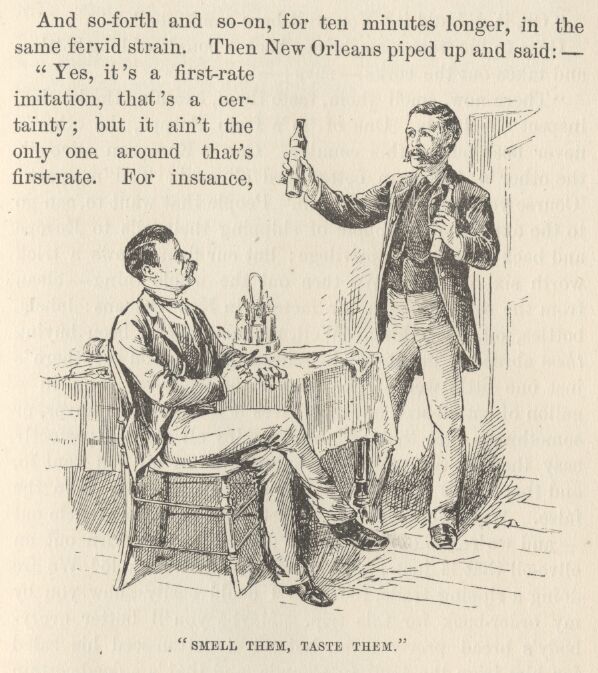 And so-forth and so-on, for ten minutes longer, in the
same fervid strain. Then New Orleans piped up and said: —
“Yes, it's a first-rate
imitation, that's a cer-
tainty; but it ain't the
only one around that's
first-rate. For instance,
“SMELL THEM, TASTE THEM.”